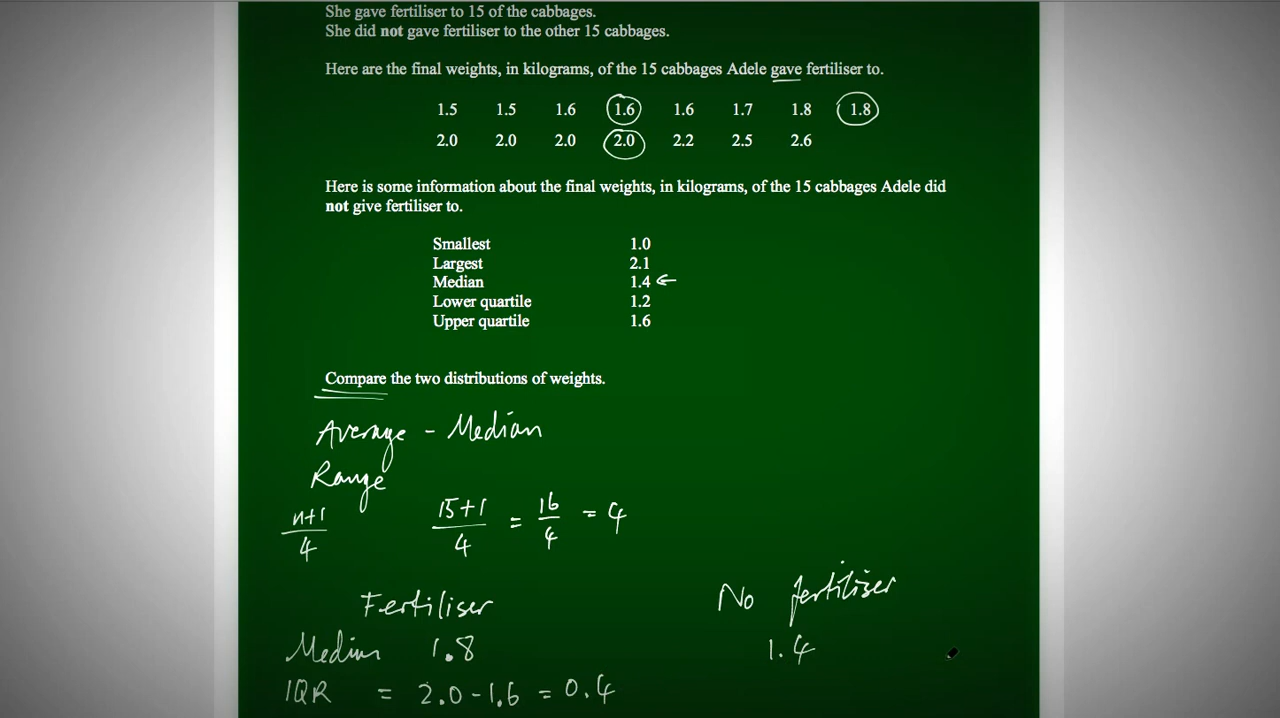 She gave fertiliser to 15 of the cabbages.
She did not gave fertiliser to the other 15 cabbages.
Here are the final weights, in kilograms, of the 15 cabbages Adele gave fertiliser to.
1.5 1.5 1.6 1.6 1.6 1.7 1.8 1.8
2.0 2.0 2.0 2.0 2.2 2.5 2.6
Here is some information about the final weights, in kilograms, of the 15 cabbages Adele did
not give fertiliser to.
Smallest 1.0
Largest 2.1
Median 1.4
Lower quartile 1.2
Upper quartile 1.6
Compare the two distributions of weights.
Average - Median
Range
n+1/4 15+1/4 = 16/4 = 4
Fertiliser No fertiliser
Median 1.8 1.4
IQR = 2.0 - 1.6 = 0.4